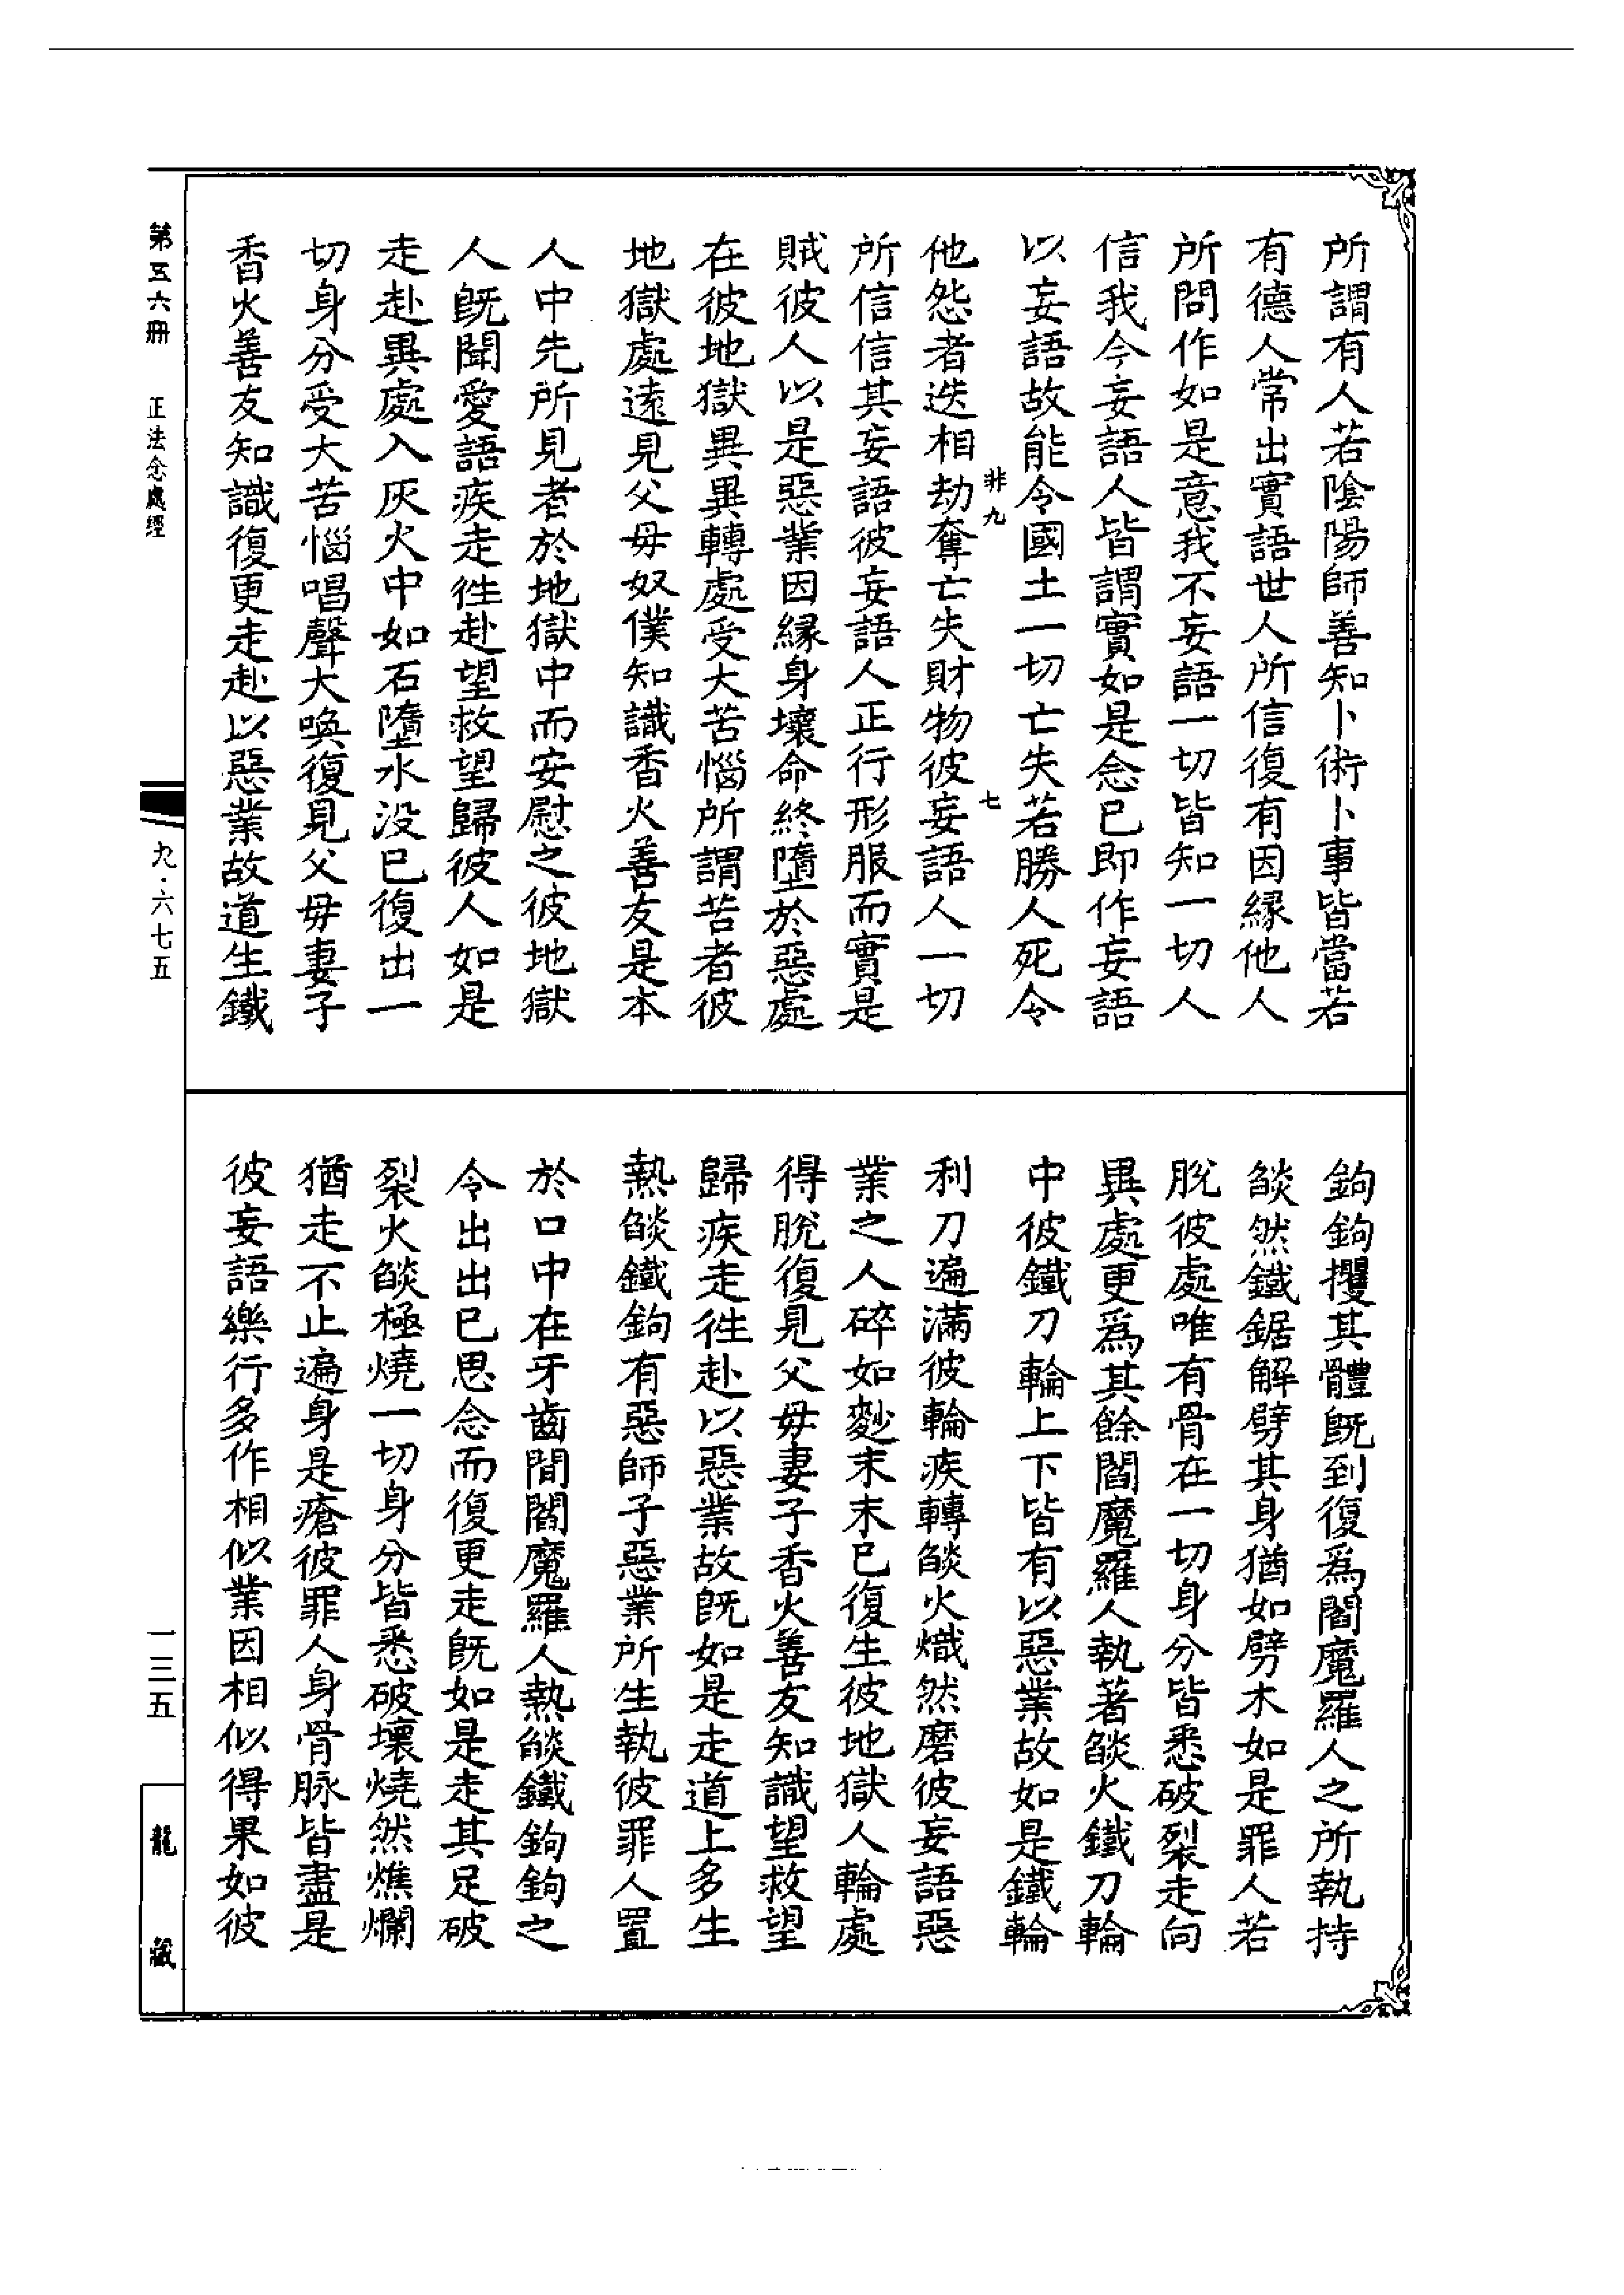 所謂有人若陰陽師善知卜術卜事皆當若
有德人常出實語世人所信復有因緣他人
所問作如是意我不妄語一切皆知一切人
信我今妄語人皆謂實如是念已即作妄語
以妄語故能令國土一切亡失若勝人死令
非九
七
他怨者迭相劫奪亡失財物彼妄語人一切
所信信其妄語彼妄語人正行形服而實是
賊彼人以是惡業因緣身壞命終墮於惡處
在彼地獄異異轉處受大苦惱所謂苦者彼
地獄處遠見父母奴僕知識香火善友是本
人中先所見者於地獄中而安慰之彼地獄
人旣聞愛語疾走往赴望救望歸彼人如是
走赴異處入灰火中如石墮水没已復出一
切身分受大苦惱唱聲大喚復見父母妻子
香火善友知識復更走赴以惡業故道生鐵
鉤鉤攫其體旣到復爲閻魔羅人之所執持
燄然鐵鋸解劈其身猶如劈木如是罪人若
脫彼處唯有骨在一切身分皆悉破裂走向
異處更爲其餘閻魔羅人執著燄火鐵刀輪
中彼鐵刀輪上下皆有以惡業故如是鐵輪
利刀遍滿彼輪疾轉燄火熾然磨彼妄語惡
業之人碎如麨末末已復生彼地獄人輪處
得脫復見父母妻子香火善友知識望救望
歸疾走往赴以惡業故旣如是走道上多生
熱燄鐵鉤有惡師子惡業所生執彼罪人置
於口中在牙齒間閻魔羅人熱燄鐵鉤鉤之
令出出已思念而復更走旣如是走其足破
裂火燄極燒一切身分皆悉破壞燒然燋爛
猶走不止遍身是瘡彼罪人身骨脉皆盡是
彼妄語樂行多作相似業因相似得果如彼
第五六册 正法念處經
九·六七五
一三五
龍藏